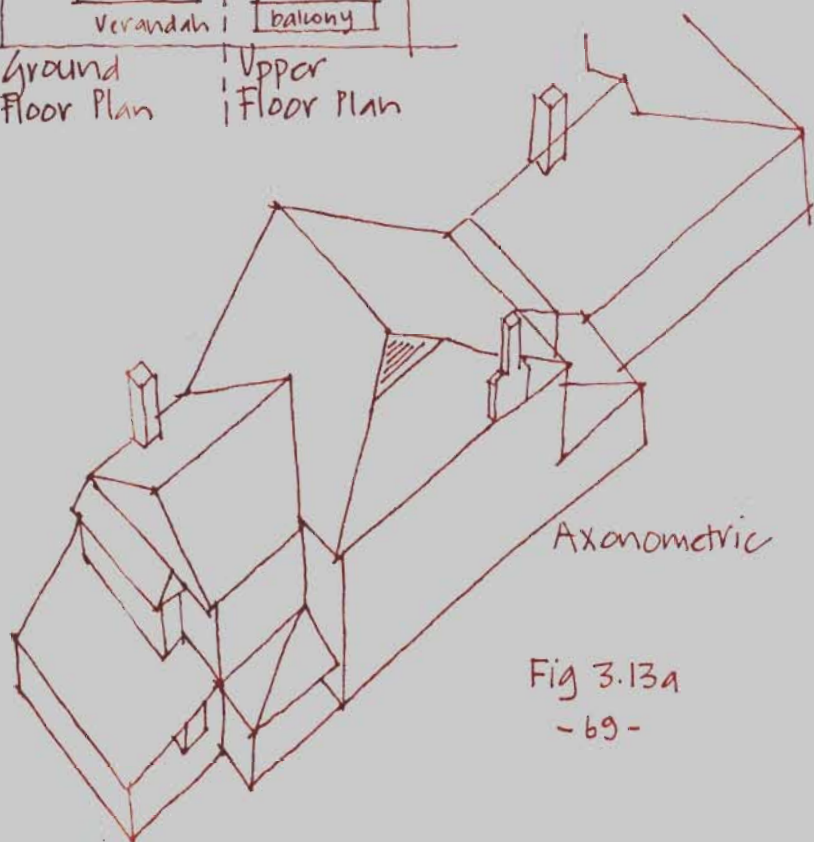 Verandah
balcony
Ground
Floor Plan
Upper
Floor Plan
Axonometric
Fig 3.13a
- 69 -